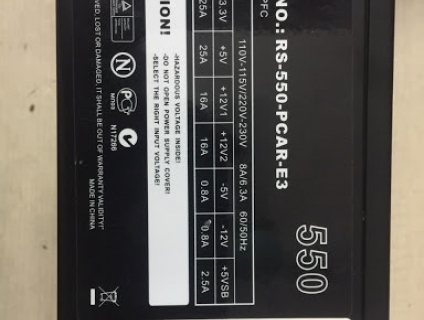 NO.: RS-550-PCAR-E3
550
PFC
110V-115V/220V-230V 8A/6.3A 60/50Hz
3.3V +5V +12V1 +12V2 -5V -12V +5VSB
25A 25A 16A 16A 0.8A 0.8A 2.5A
ION!
-HAZARDOUS VOLTAGE INSIDE!
-DO NOT OPEN POWER SUPPLY COVER!
-SELECT THE RIGHT INPUT VOLTAGE!
N
PG
N17266
VED, LOST OR DAMAGED, IT SHALL BE OUT OF WARRANTY VALIDITY!"
MADE IN CHINA